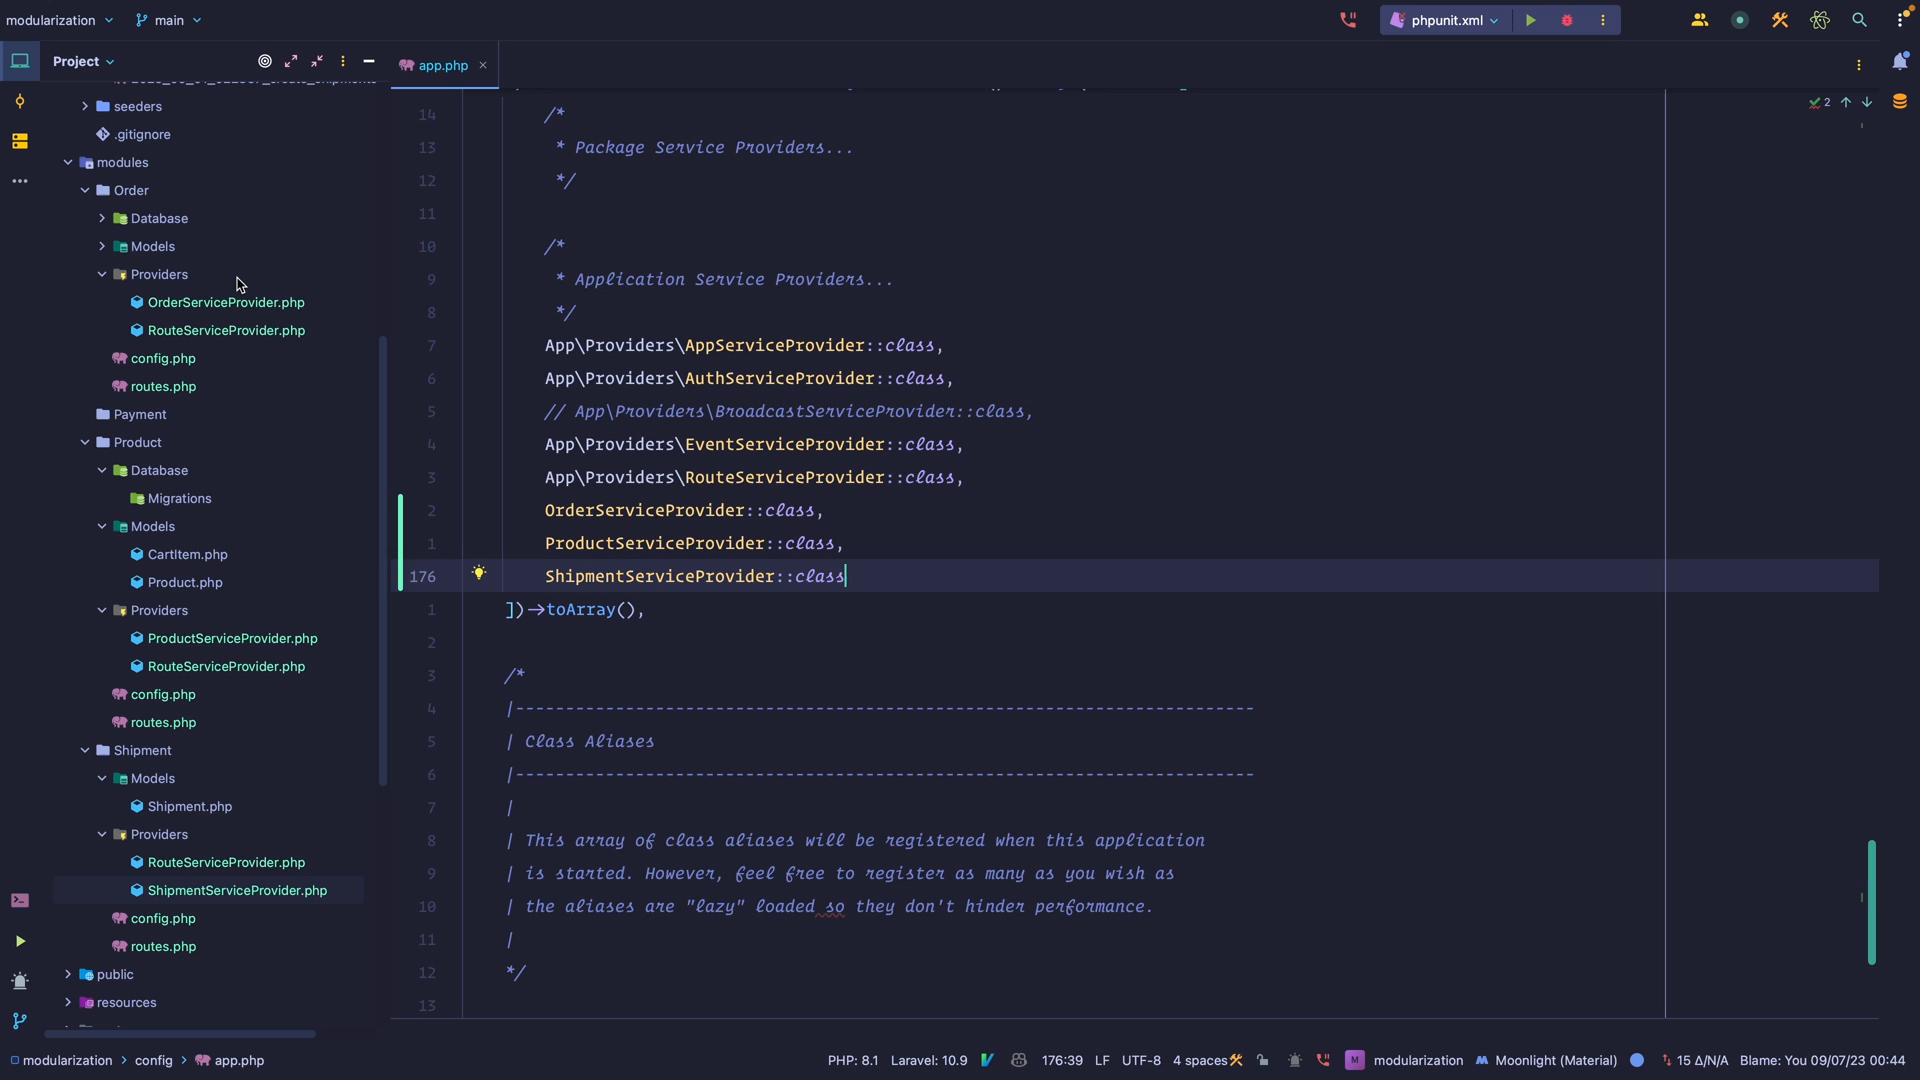 modularization
main
phpunit.xml
Project
app.php
seeders
.gitignore
modules
Order
Database
Models
Providers
OrderServiceProvider.php
RouteServiceProvider.php
config.php
routes.php
Payment
Product
Database
Migrations
Models
CartItem.php
Product.php
Providers
ProductServiceProvider.php
RouteServiceProvider.php
config.php
routes.php
Shipment
Models
Shipment.php
Providers
RouteServiceProvider.php
ShipmentServiceProvider.php
config.php
routes.php
public
resources
2
14 /*
13 * Package Service Providers...
12 */
11
10 /*
9 * Application Service Providers...
8 */
7 App\Providers\AppServiceProvider::class,
6 App\Providers\AuthServiceProvider::class,
5 // App\Providers\BroadcastServiceProvider::class,
4 App\Providers\EventServiceProvider::class,
3 App\Providers\RouteServiceProvider::class,
2 OrderServiceProvider::class,
1 ProductServiceProvider::class,
176 ShipmentServiceProvider::class
1 ])->toArray(),
2
3 /*
4 |--------------------------------------------------------------------------
5 | Class Aliases
6 |--------------------------------------------------------------------------
7 |
8 | This array of class aliases will be registered when this application
9 | is started. However, feel free to register as many as you wish as
10 | the aliases are "lazy" loaded so they don't hinder performance.
11 |
12 */
13
modularization > config > app.php
PHP: 8.1 Laravel: 10.9 176:39 LF UTF-8 4 spaces M modularization Moonlight (Material) 15 Δ/N/A Blame: You 09/07/23 00:44